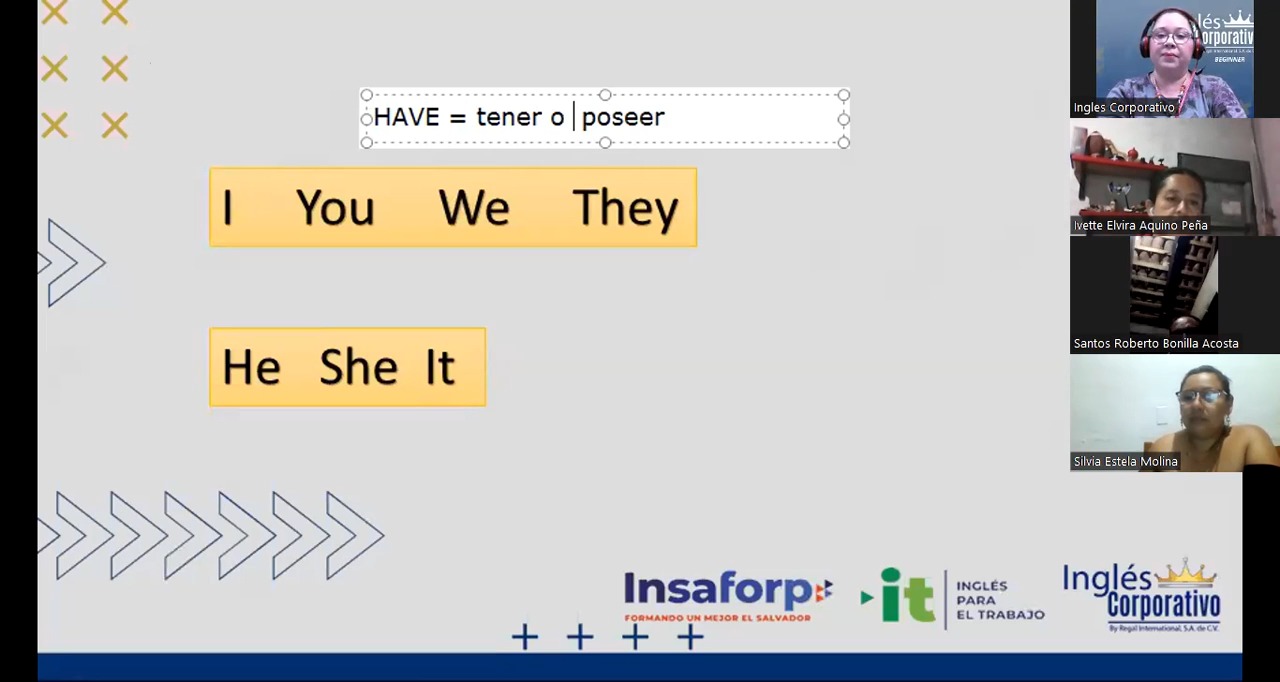 HAVE = tener o poseer
I You We They
He She It
Insaforp
FORMANDO UN MEJOR EL SALVADOR
it
INGLÉS
PARA
EL TRABAJO
Inglés
Corporativo
By Regal International, S.A. de C.V.
lés
orporativ
BEGINNER
Ingles Corporativo
Ivette Elvira Aquino Peña
Santos Roberto Bonilla Acosta
Silvia Estela Molina